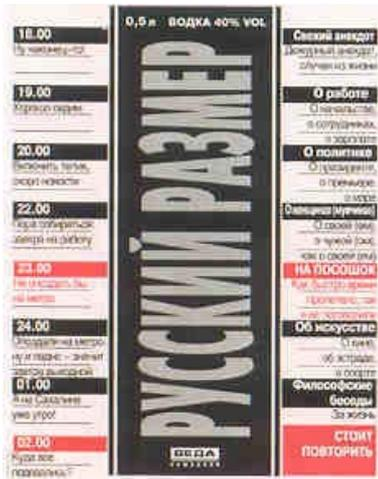 0,5 л ВОДКА 40% VOL
РУССКИЙ РАЗМЕР
ВЕДА
18.00
Ну наконец-то!
19.00
Хорошо сидим
20.00
Включить телик,
скоро новости
22.00
Пора собираться
завтра на работу
23.00
Не опоздать бы
на метро
24.00
Опоздали на метро
ну и ладно - значит
завтра выходной
01.00
А на Сахалине
уже утро!
02.00
Куда все
подевались?
Свежий анекдот
Дежурный анекдот,
случай из жизни
О работе
О начальстве,
о сотрудниках,
о зарплате
О политике
О президенте,
о премьере,
о мэре
О женщинах (мужчинах)
О своей (ем)
о чужой (ом),
как о своей (ем)
НА ПОСОШОК
Как быстро время
пролетело, так
и не поговорили
Об искусстве
О кино,
об эстраде,
о спорте
Философские
беседы
За жизнь
СТОИТ
ПОВТОРИТЬ